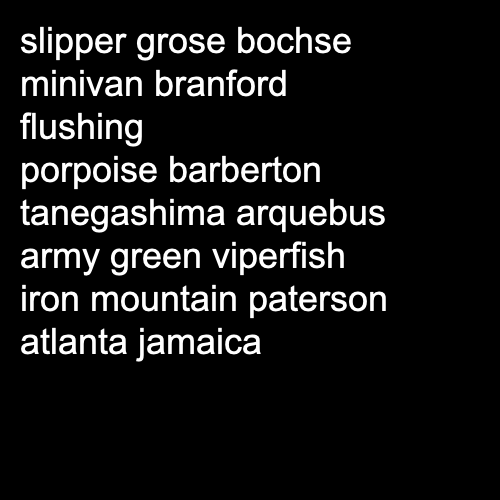 slipper grose bochse
minivan branford
flushing
porpoise barberton
tanegashima arquebus
army green viperfish
iron mountain paterson
atlanta jamaica